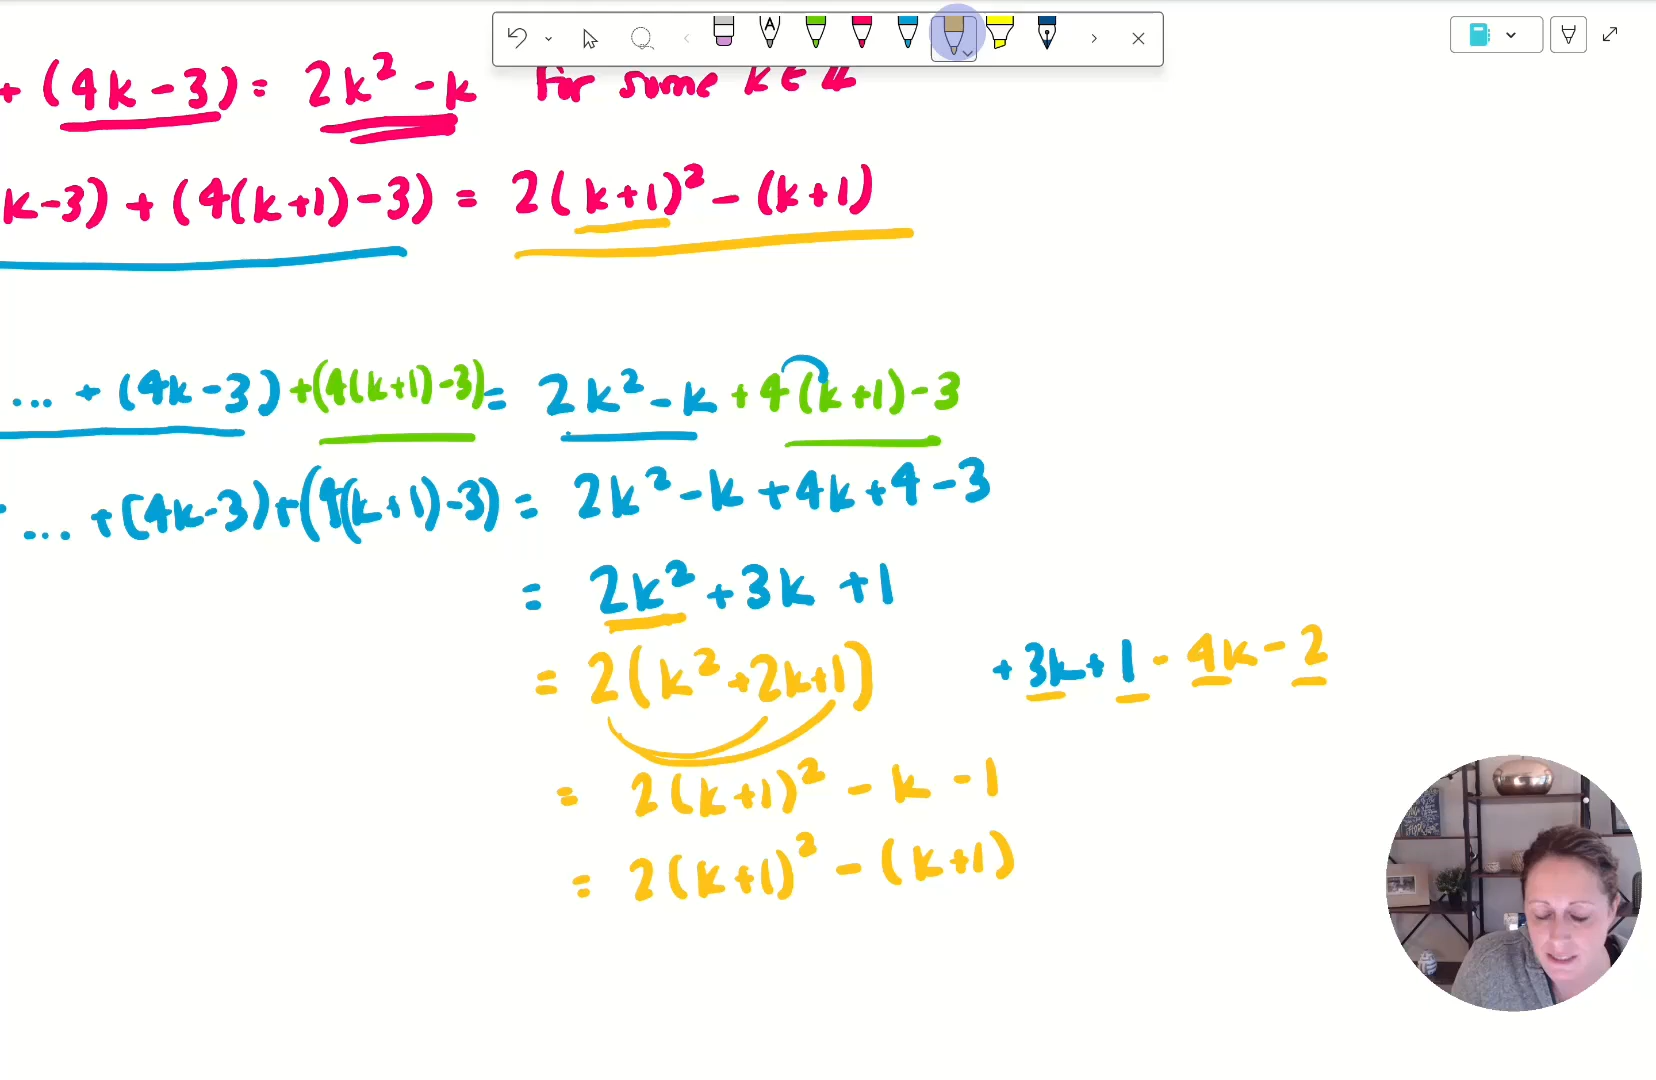 + (4k - 3) = 2k² - k for some k ∈ ℤ
k-3) + (4(k+1)-3) = 2(k+1)² - (k+1)
... + (4k-3) + (4(k+1)-3) = 2k² - k + 4(k+1) - 3
... + (4k-3) + (4(k+1)-3) = 2k² - k + 4k + 4 - 3
= 2k² + 3k + 1
= 2(k² + 2k + 1) + 3k + 1 - 4k - 2
= 2(k+1)² - k - 1
= 2(k+1)² - (k+1)